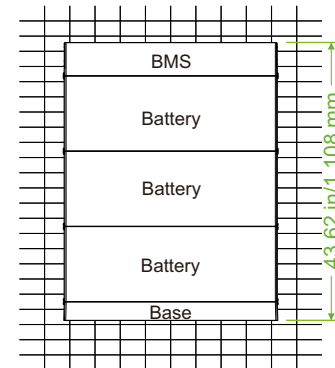 BMS
Battery
Battery
Battery
Base
43.62 in/1,108 mm